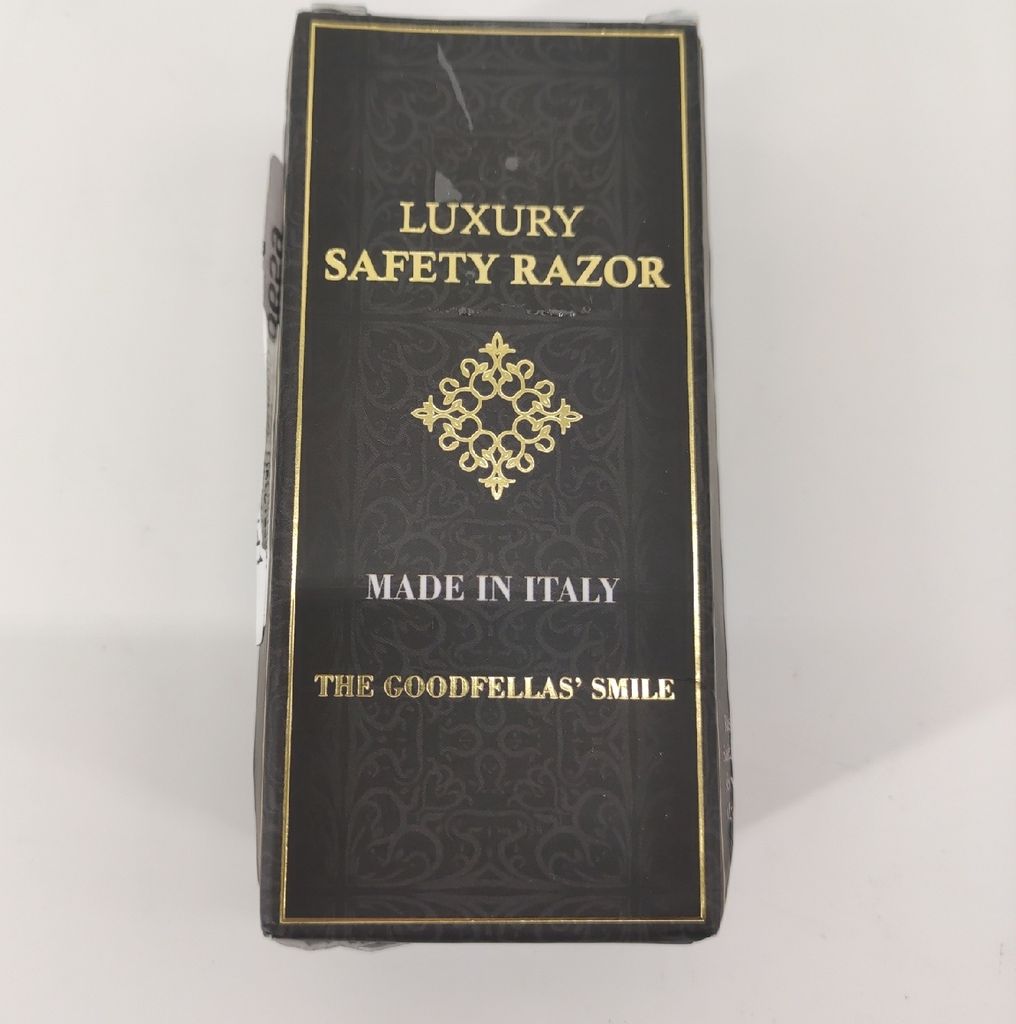 LUXURY
SAFETY RAZOR
MADE IN ITALY
THE GOODFELLAS' SMILE